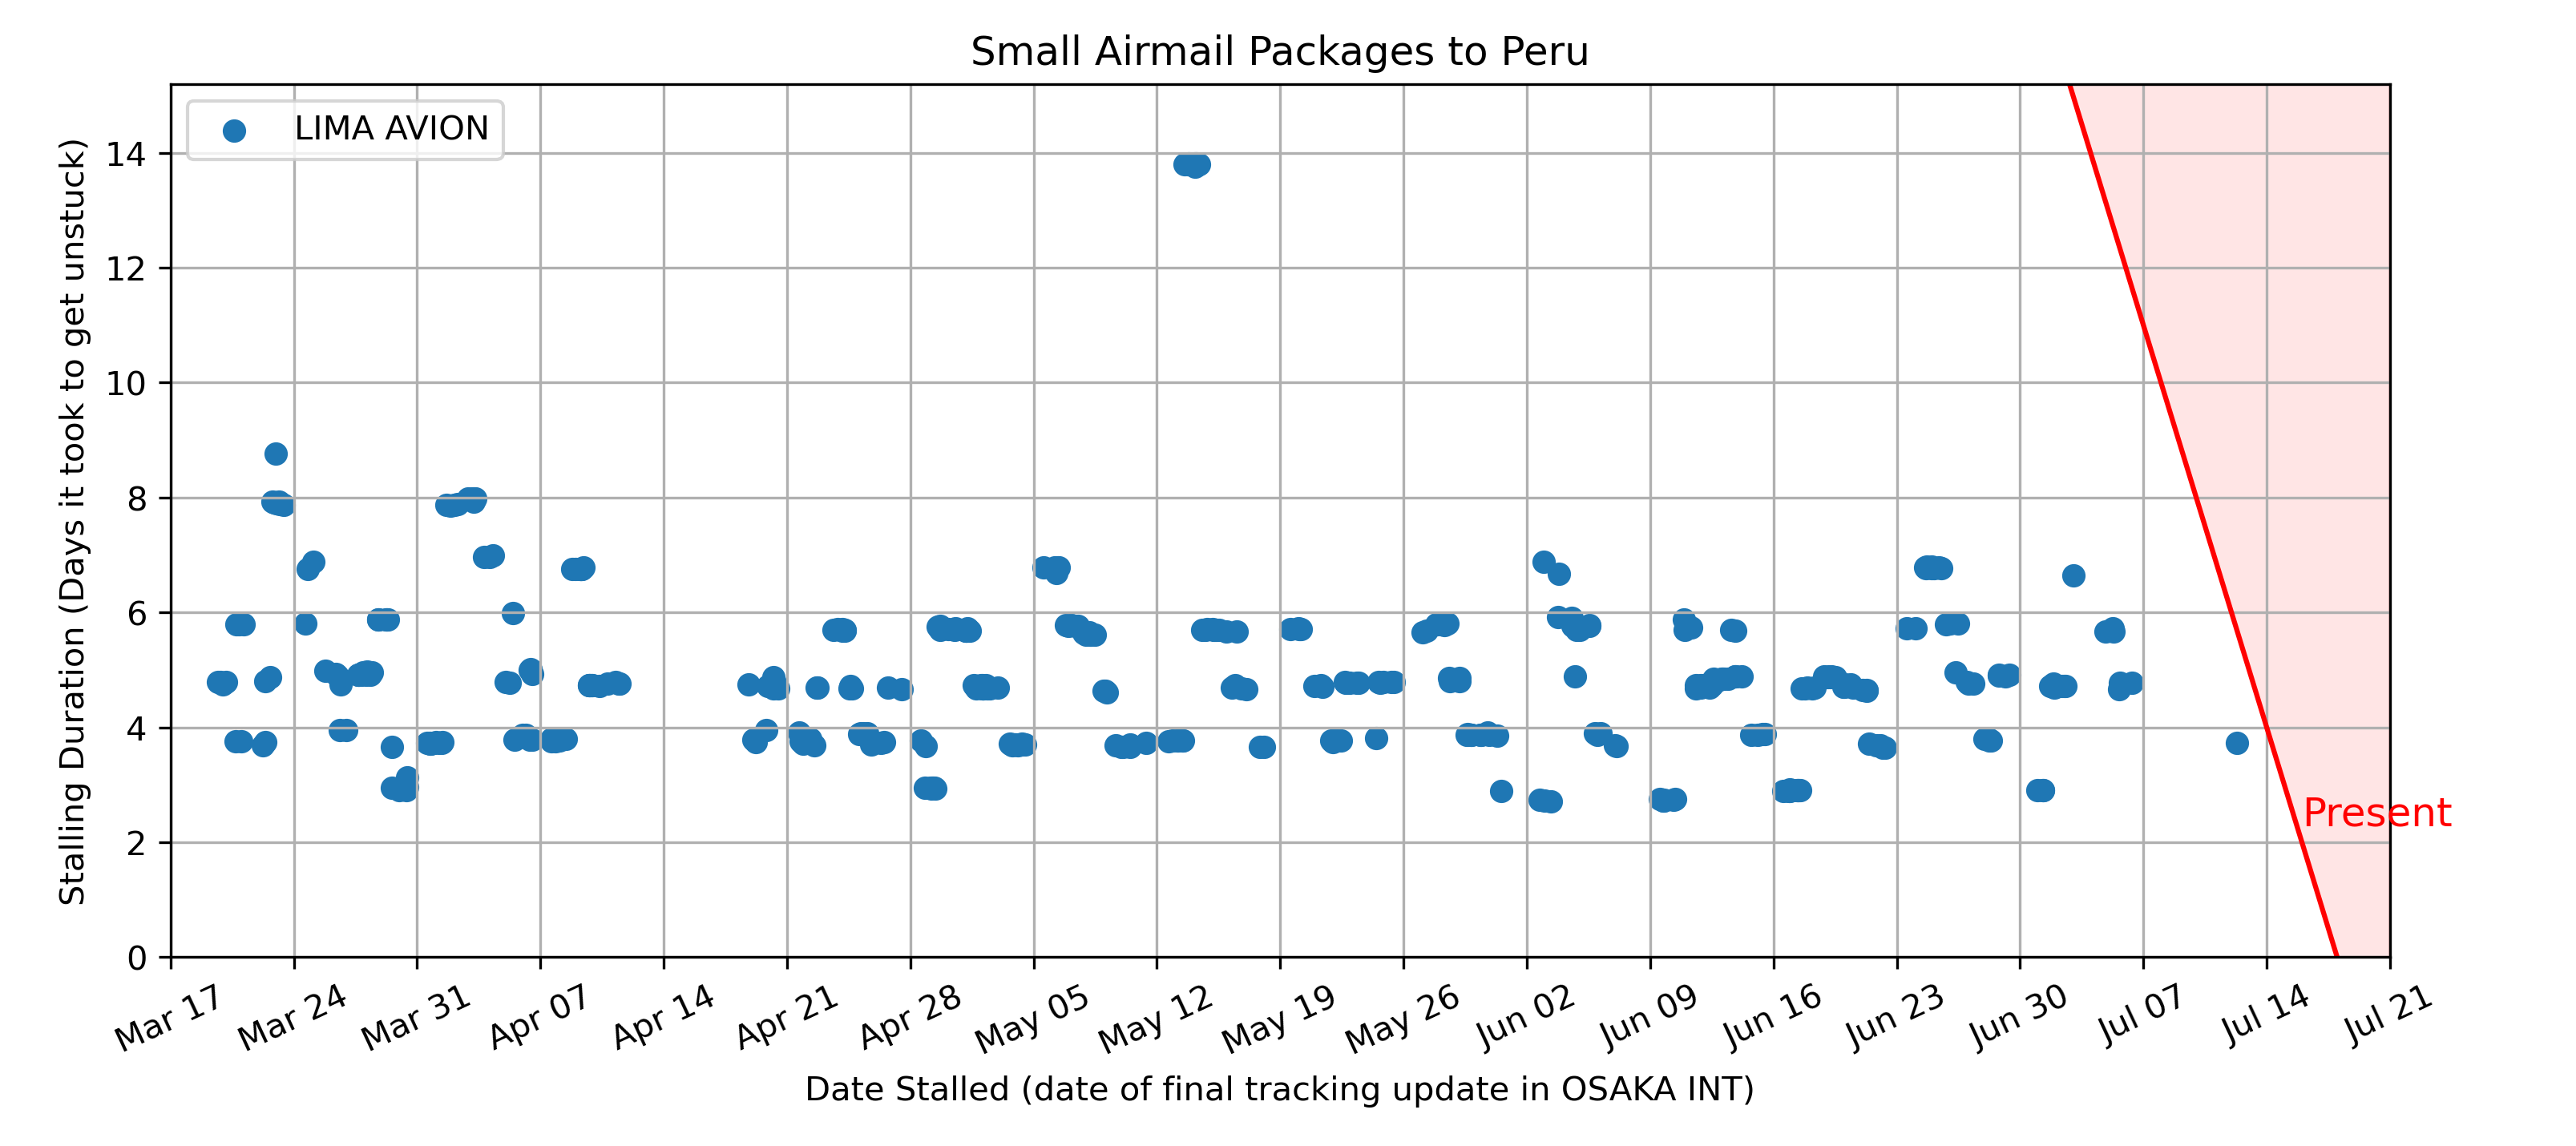 Small Airmail Packages to Peru
LIMA AVION
Stalling Duration (Days it took to get unstuck)
14
12
10
8
6
4
2
0
Present
Mar 17
Mar 24
Mar 31
Apr 07
Apr 14
Apr 21
Apr 28
May 05
May 12
May 19
May 26
Jun 02
Jun 09
Jun 16
Jun 23
Jun 30
Jul 07
Jul 14
Jul 21
Date Stalled (date of final tracking update in OSAKA INT)